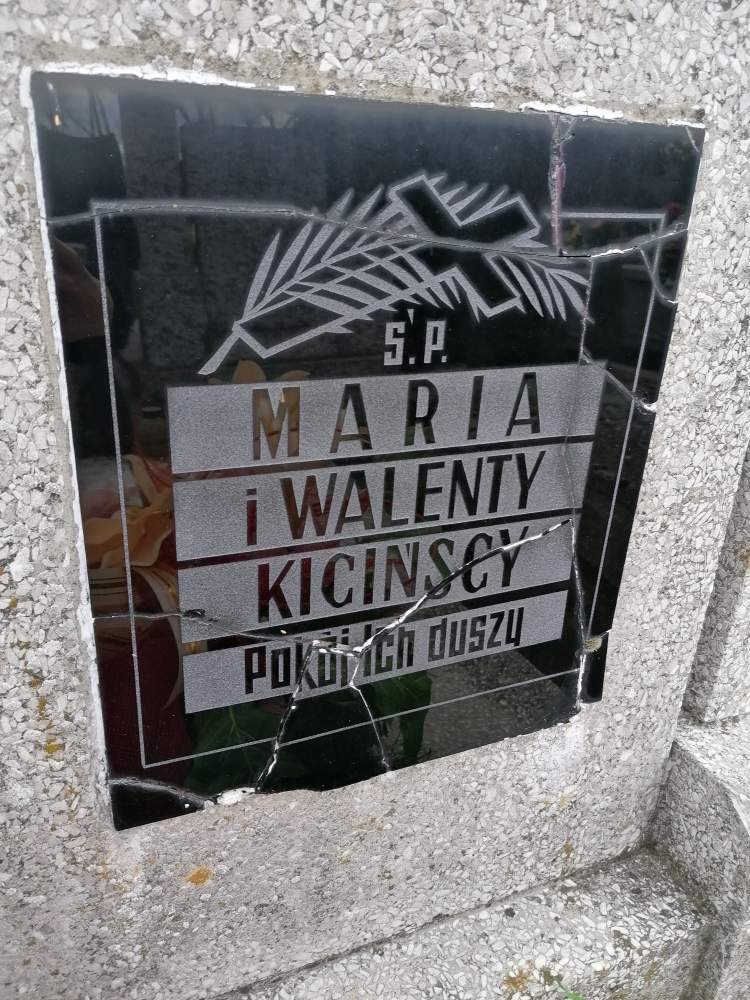 Ś.P.
MARIA
i WALENTY
KICIŃSCY
Pokój Ich duszy